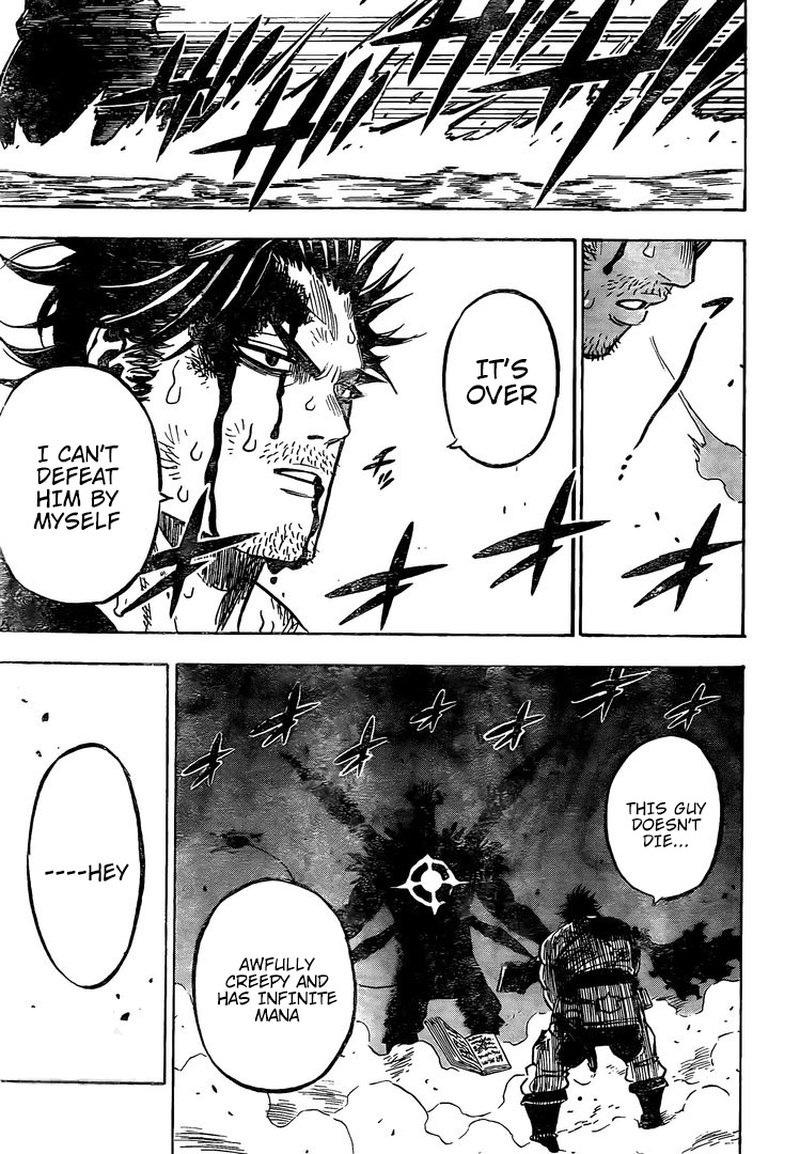 IT'S
OVER
I CAN'T
DEFEAT
HIM BY
MYSELF
THIS GUY
DOESN'T
DIE...
AWFULLY
CREEPY AND
HAS INFINITE
MANA
----HEY